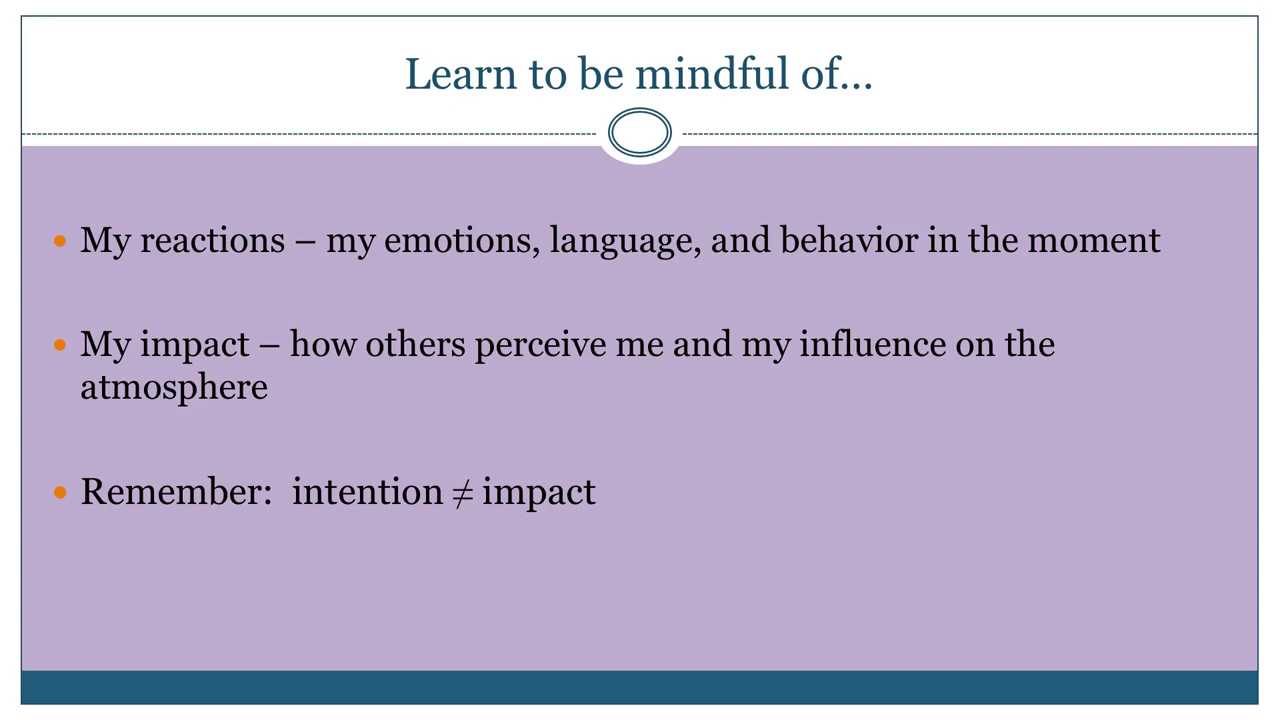 Learn to be mindful of...
• My reactions – my emotions, language, and behavior in the moment
• My impact – how others perceive me and my influence on the
atmosphere
• Remember:  intention ≠ impact